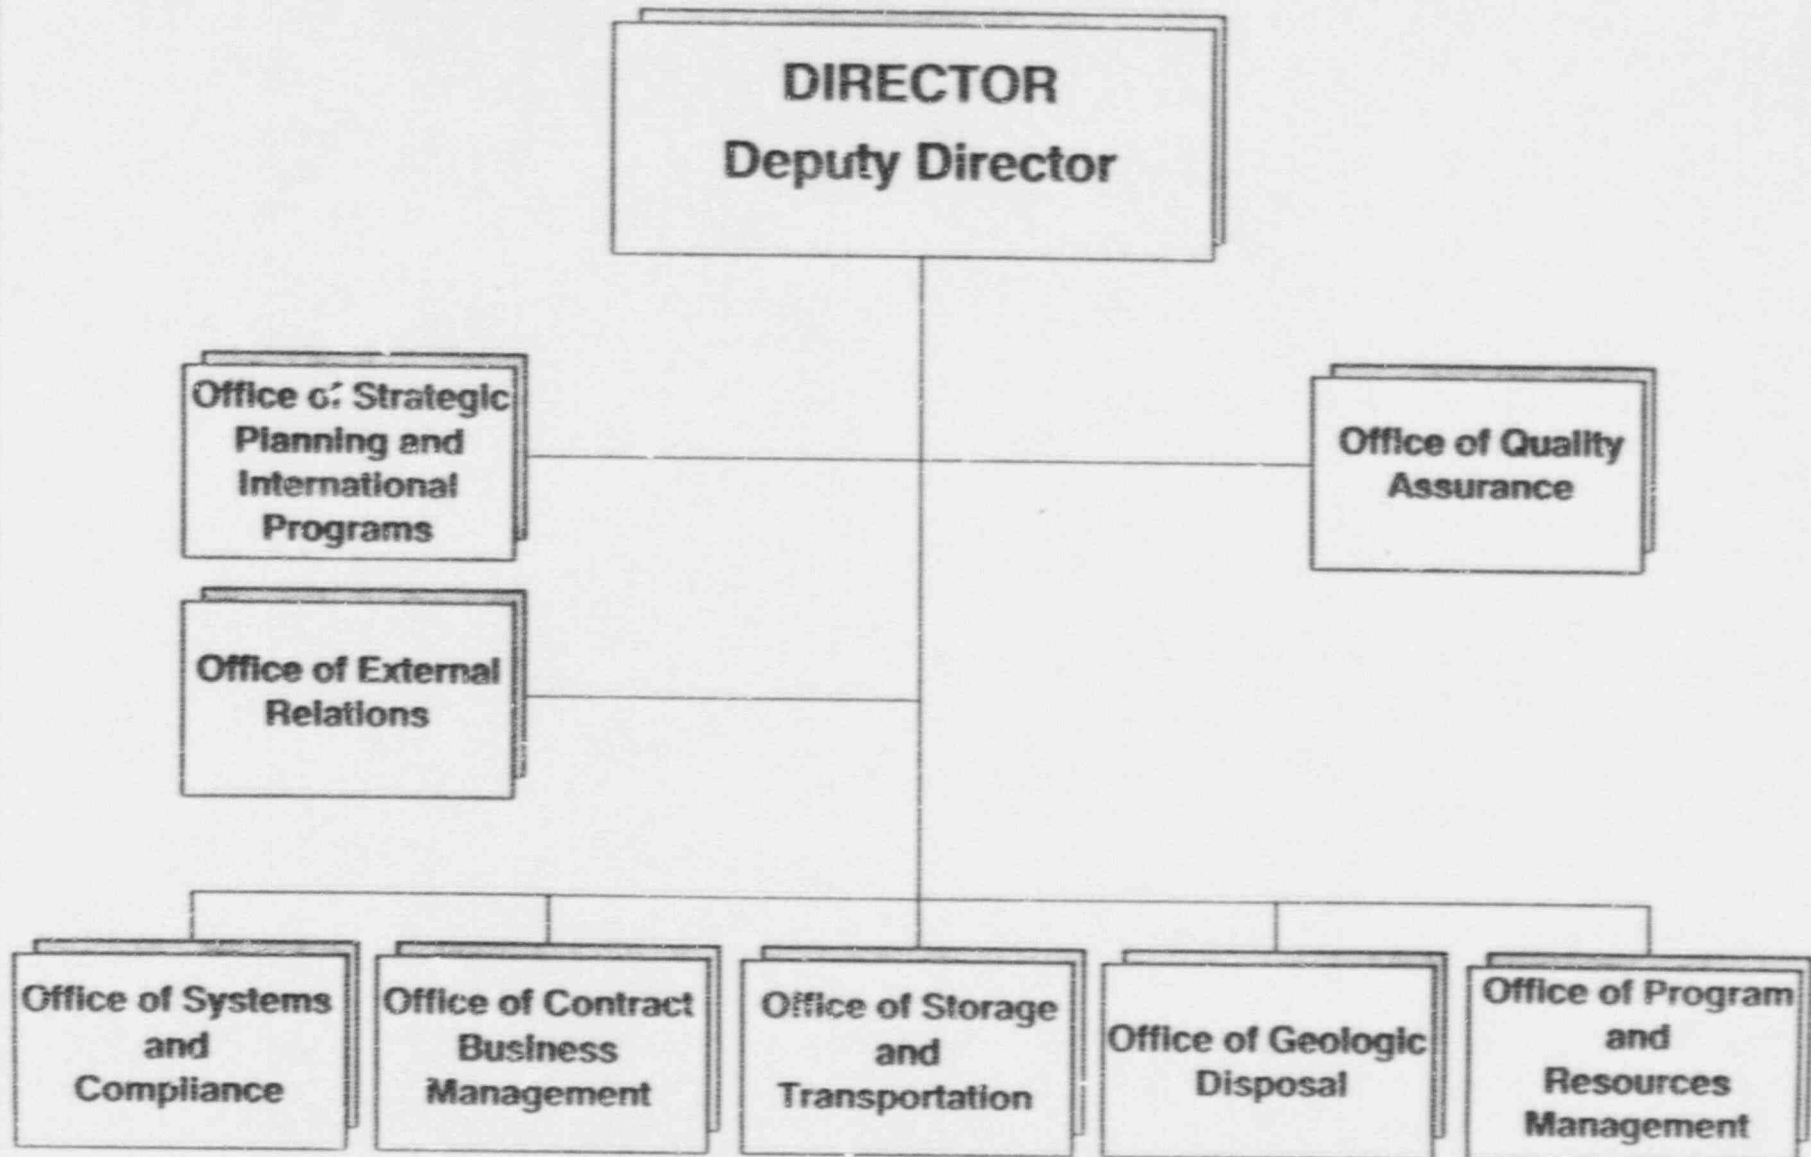 DIRECTOR
Deputy Director
Office of Strategic
Planning and
International
Programs
Office of Quality
Assurance
Office of External
Relations
Office of Systems
and
Compliance
Office of Contract
Business
Management
Office of Storage
and
Transportation
Office of Geologic
Disposal
Office of Program
and
Resources
Management